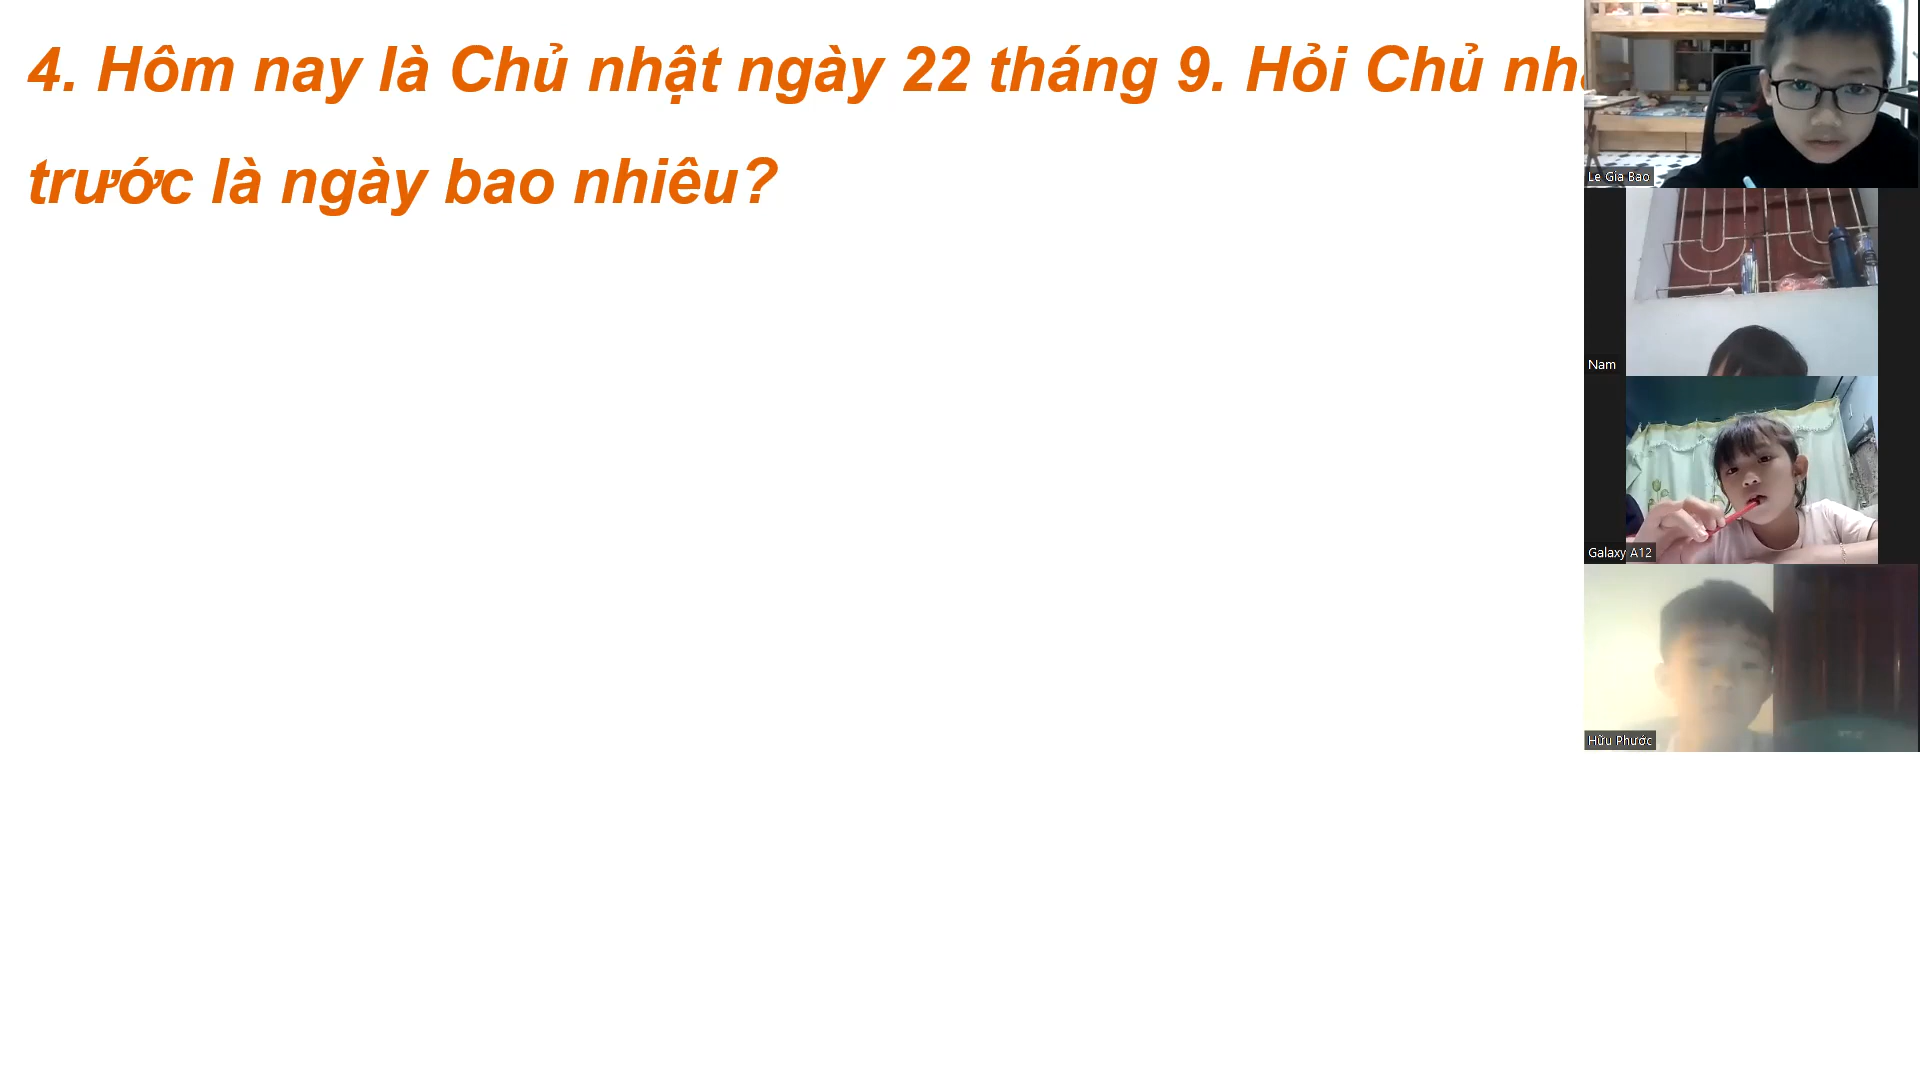 4. Hôm nay là Chủ nhật ngày 22 tháng 9. Hỏi Chủ
trước là ngày bao nhiêu?
Le Gia Bao
Nam
Galaxy A12
Hữu Phước